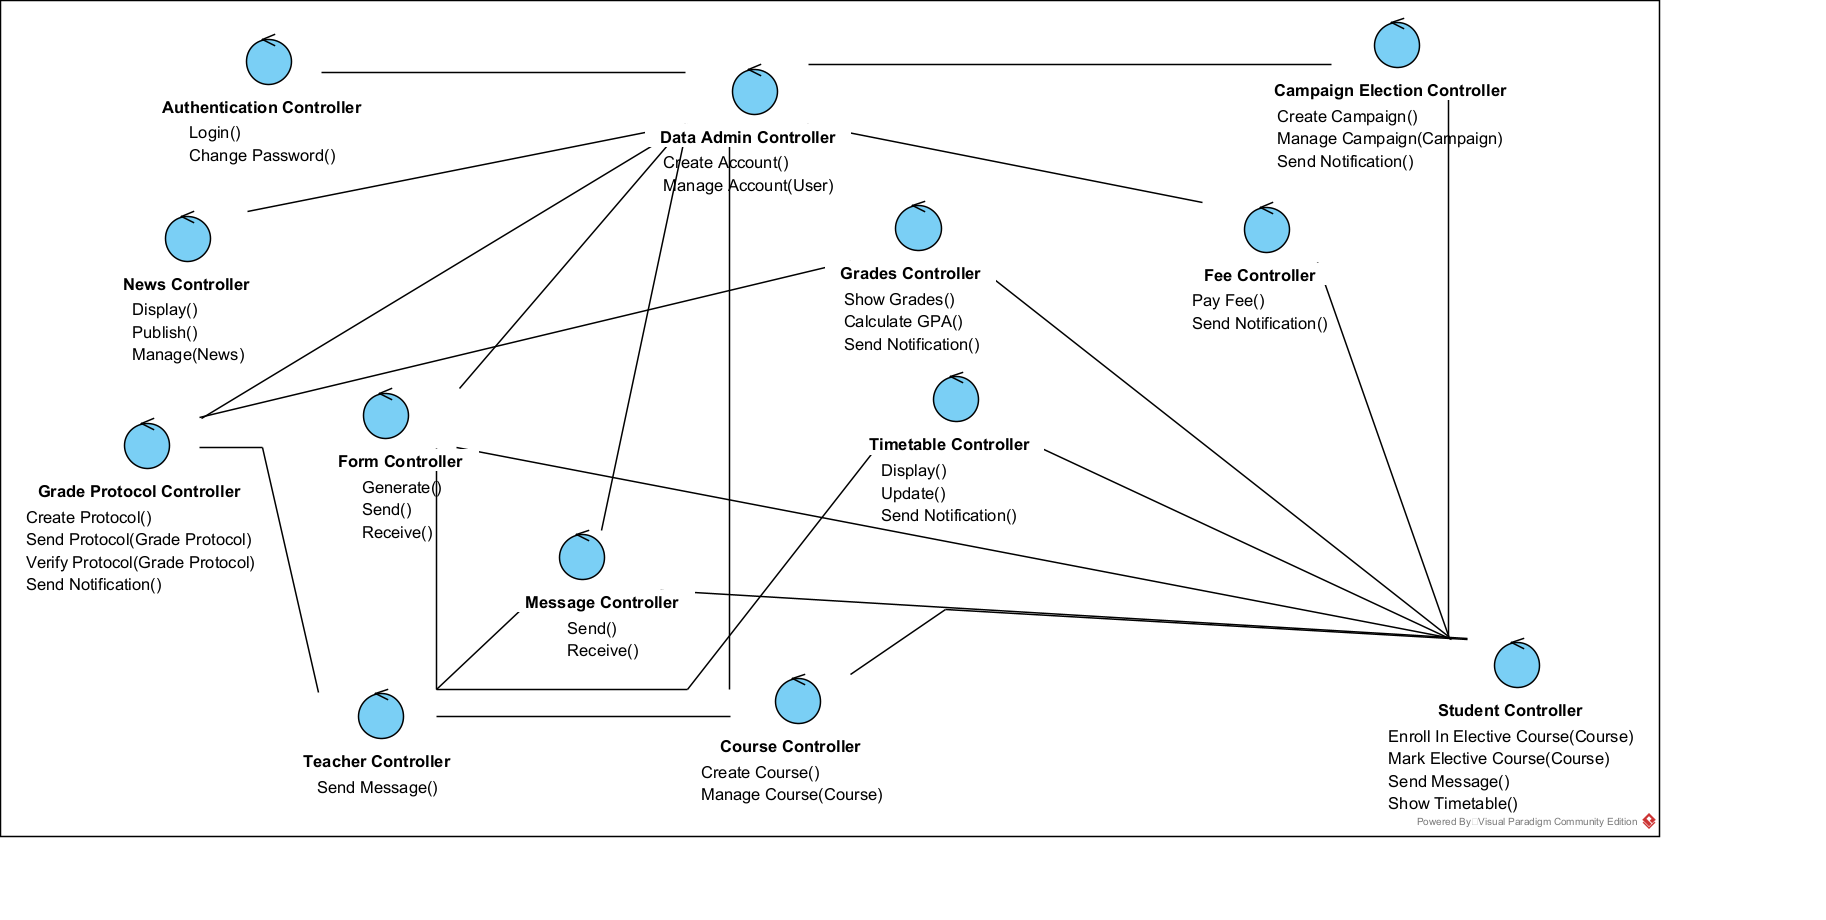 Authentication Controller
Login()
Change Password()
Data Admin Controller
Create Account()
Manage Account(User)
Campaign Election Controller
Create Campaign()
Manage Campaign(Campaign)
Send Notification()
News Controller
Display()
Publish()
Manage(News)
Grades Controller
Show Grades()
Calculate GPA()
Send Notification()
Fee Controller
Pay Fee()
Send Notification()
Grade Protocol Controller
Create Protocol()
Send Protocol(Grade Protocol)
Verify Protocol(Grade Protocol)
Send Notification()
Form Controller
Generate()
Send()
Receive()
Timetable Controller
Display()
Update()
Send Notification()
Message Controller
Send()
Receive()
Teacher Controller
Send Message()
Course Controller
Create Course()
Manage Course(Course)
Student Controller
Enroll In Elective Course(Course)
Mark Elective Course(Course)
Send Message()
Show Timetable()
Powered By Visual Paradigm Community Edition